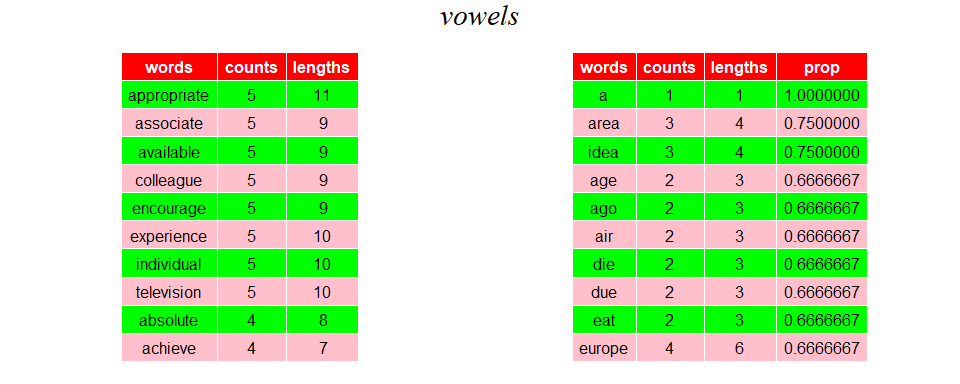 vowels
words counts lengths
appropriate 5 11
associate 5 9
available 5 9
colleague 5 9
encourage 5 9
experience 5 10
individual 5 10
television 5 10
absolute 4 8
achieve 4 7
words counts lengths prop
a 1 1 1.0000000
area 3 4 0.7500000
idea 3 4 0.7500000
age 2 3 0.6666667
ago 2 3 0.6666667
air 2 3 0.6666667
die 2 3 0.6666667
due 2 3 0.6666667
eat 2 3 0.6666667
europe 4 6 0.6666667